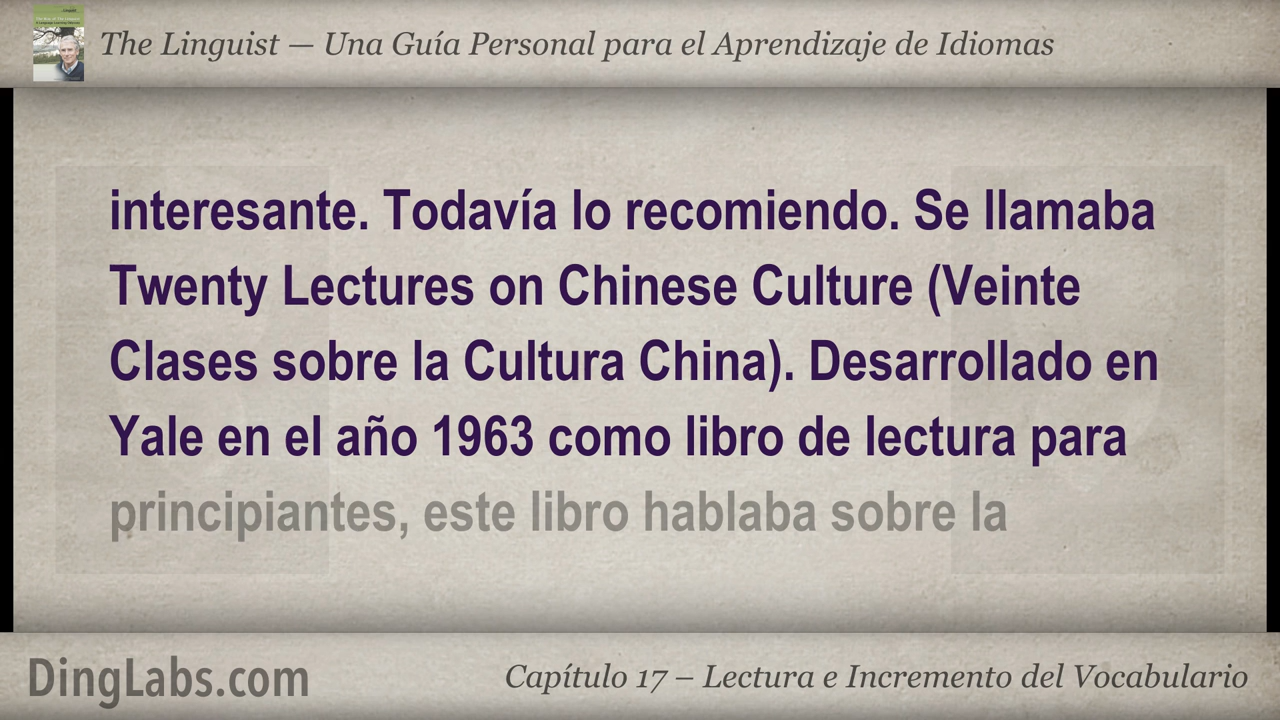 The Linguist — Una Guía Personal para el Aprendizaje de Idiomas
interesante. Todavía lo recomiendo. Se llamaba
Twenty Lectures on Chinese Culture (Veinte
Clases sobre la Cultura China). Desarrollado en
Yale en el año 1963 como libro de lectura para
principiantes, este libro hablaba sobre la
DingLabs.com
Capítulo 17 – Lectura e Incremento del Vocabulario